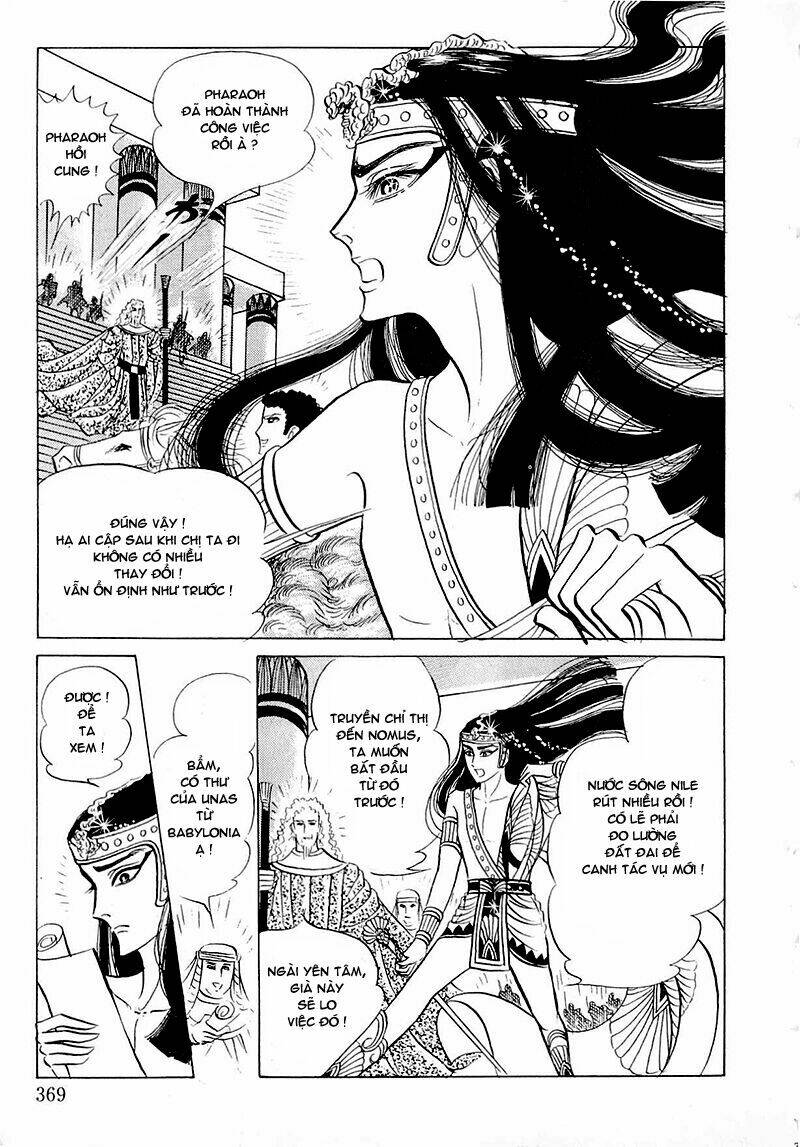 PHARAOH
ĐÃ HOÀN THÀNH
CÔNG VIỆC
RỒI À ?
PHARAOH
HỒI
CUNG !
ĐÚNG VẬY !
HẠ AI CẬP SAU KHI CHỊ TA ĐI
KHÔNG CÓ NHIỀU
THAY ĐỔI !
VẪN ỔN ĐỊNH NHƯ TRƯỚC !
NƯỚC SÔNG NILE
RÚT NHIỀU RỒI !
CÓ LẼ PHẢI
ĐO LƯỜNG
ĐẤT ĐAI ĐỂ
CANH TÁC VỤ MỚI !
TRUYỀN CHỈ THỊ
ĐẾN NOMUS,
TA MUỐN
BẮT ĐẦU
TỪ ĐÓ
TRƯỚC !
NGÀI YÊN TÂM,
GIÀ NÀY
SẼ LO
VIỆC ĐÓ !
BẨM,
CÓ THƯ
CỦA UNAS
TỪ
BABYLONIA
Ạ !
ĐƯỢC !
ĐỂ
TA
XEM !
369